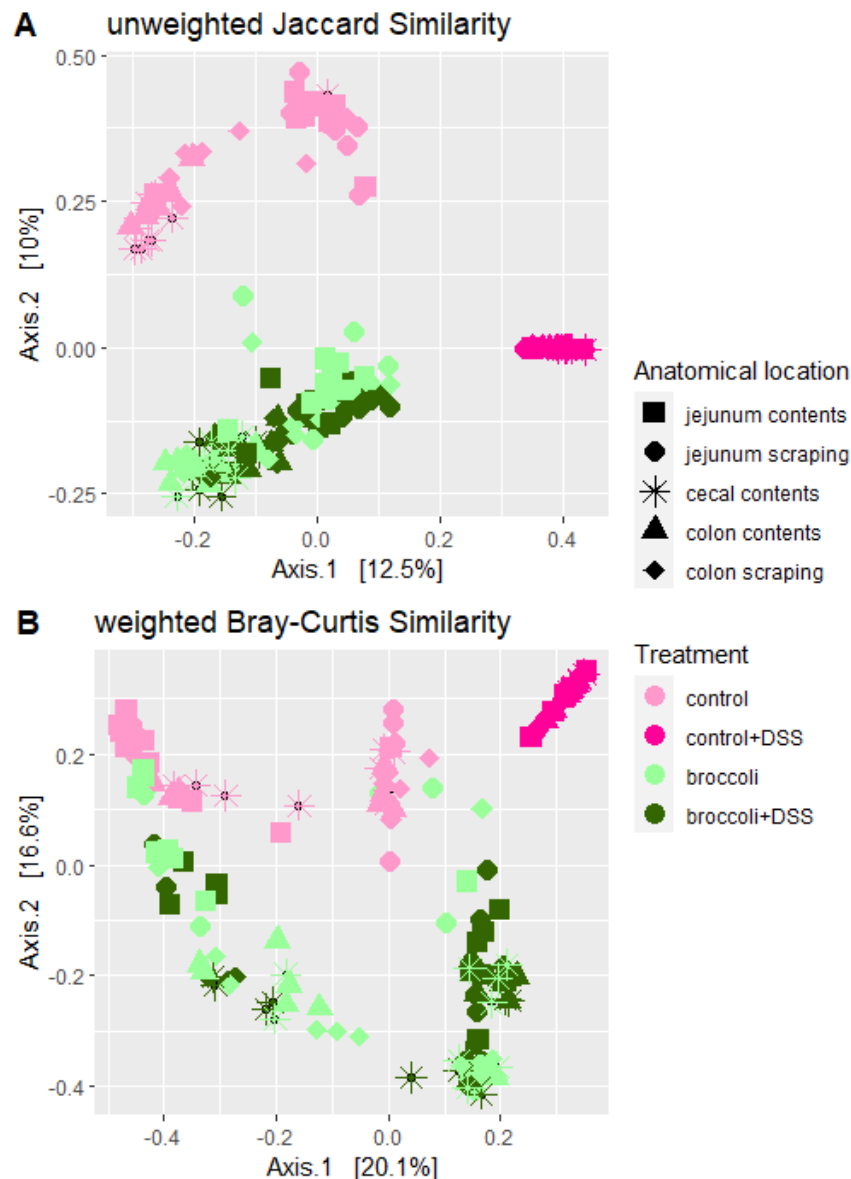 A unweighted Jaccard Similarity
0.50
0.25
0.00
-0.25
Axis.2 [10%]
-0.2 0.0 0.2 0.4
Axis.1 [12.5%]
Anatomical location
jejunum contents
jejunum scraping
cecal contents
colon contents
colon scraping
B weighted Bray-Curtis Similarity
0.2
0.0
-0.2
-0.4
Axis.2 [16.6%]
-0.4 -0.2 0.0 0.2
Axis.1 [20.1%]
Treatment
control
control+DSS
broccoli
broccoli+DSS